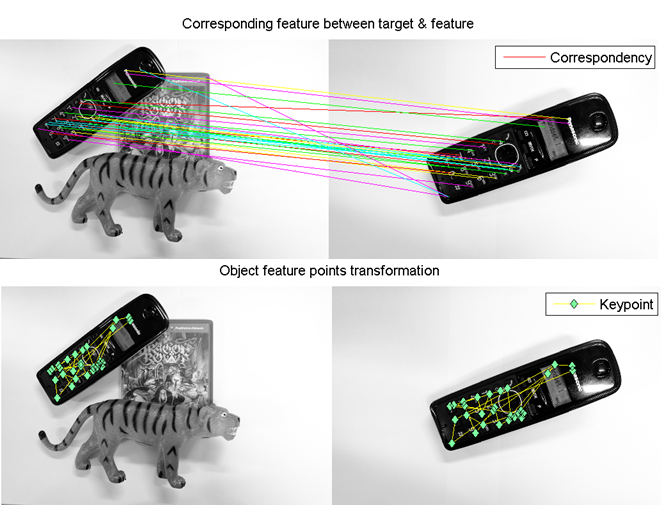 Corresponding feature between target & feature
Correspondency
Object feature points transformation
Keypoint